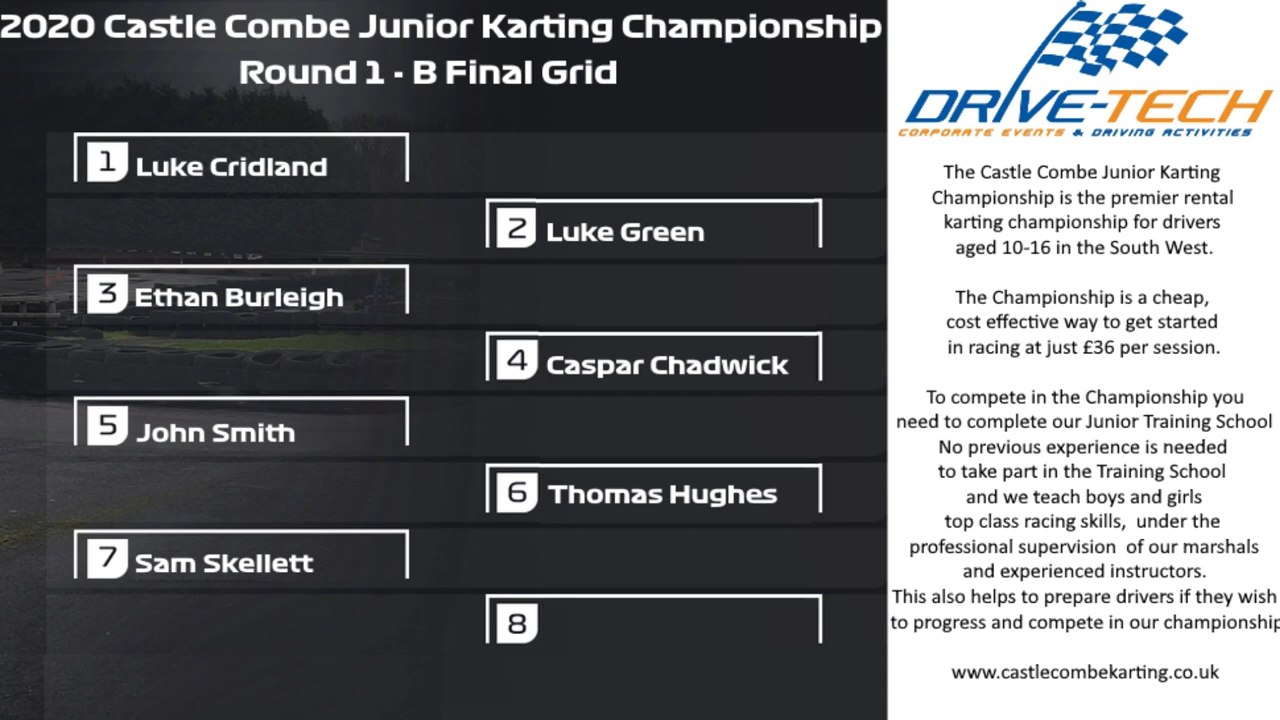 2020 Castle Combe Junior Karting Championship
Round 1 - B Final Grid
1 Luke Cridland
2 Luke Green
3 Ethan Burleigh
4 Caspar Chadwick
5 John Smith
6 Thomas Hughes
7 Sam Skellett
8
DRIVE-TECH
CORPORATE EVENTS & DRIVING ACTIVITIES
The Castle Combe Junior Karting
Championship is the premier rental
karting championship for drivers
aged 10-16 in the South West.
The Championship is a cheap,
cost effective way to get started
in racing at just £36 per session.
To compete in the Championship you
need to complete our Junior Training School
No previous experience is needed
to take part in the Training School
and we teach boys and girls
top class racing skills, under the
professional supervision of our marshals
and experienced instructors.
This also helps to prepare drivers if they wish
to progress and compete in our championship
www.castlecombekarting.co.uk